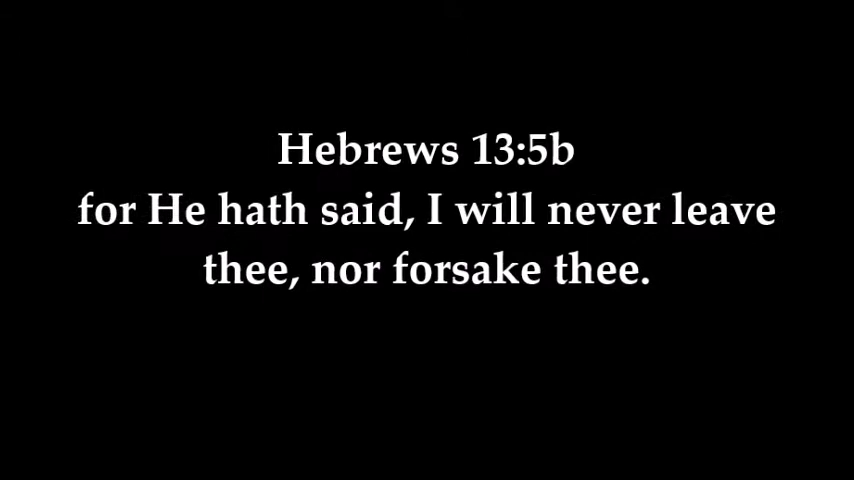 Hebrews 13:5b
for He hath said, I will never leave
thee, nor forsake thee.